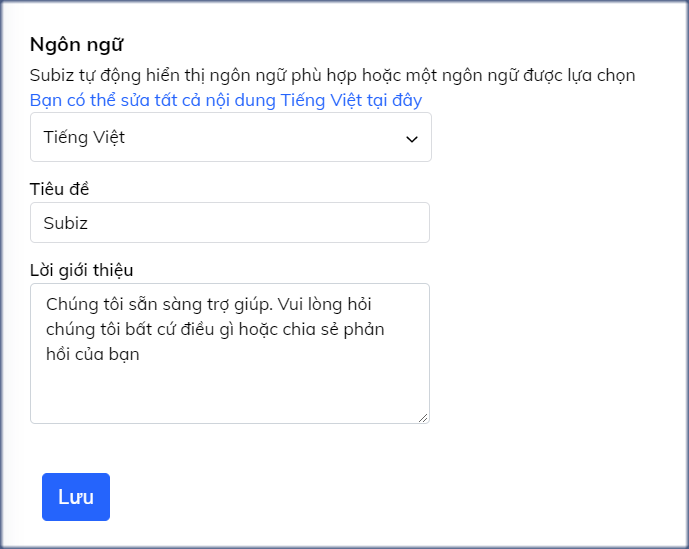 Ngôn ngữ
Subiz tự động hiển thị ngôn ngữ phù hợp hoặc một ngôn ngữ được lựa chọn
Bạn có thể sửa tất cả nội dung Tiếng Việt tại đây
Tiếng Việt
Tiêu đề
Subiz
Lời giới thiệu
Chúng tôi sẵn sàng trợ giúp. Vui lòng hỏi
chúng tôi bất cứ điều gì hoặc chia sẻ phản
hồi của bạn
Lưu